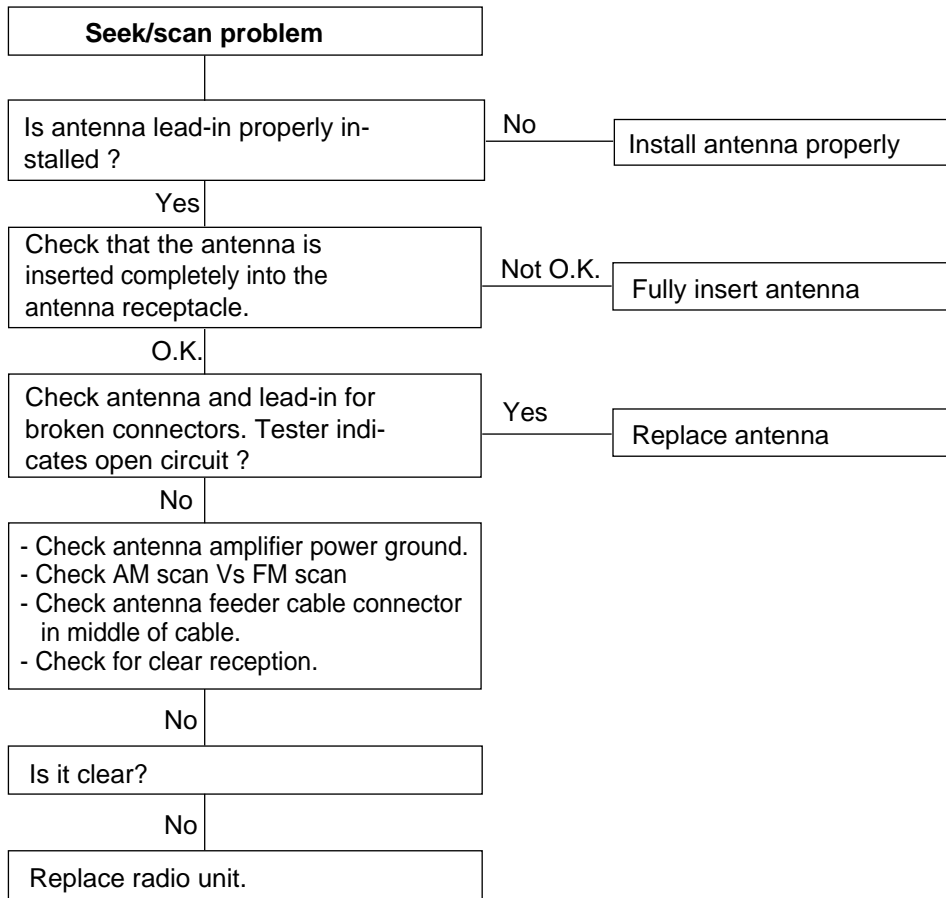 Seek/scan problem
Is antenna lead-in properly in-
stalled ?
No
Install antenna properly
Yes
Check that the antenna is
inserted completely into the
antenna receptacle.
Not O.K.
Fully insert antenna
O.K.
Check antenna and lead-in for
broken connectors. Tester indi-
cates open circuit ?
Yes
Replace antenna
No
- Check antenna amplifier power ground.
- Check AM scan Vs FM scan
- Check antenna feeder cable connector
in middle of cable.
- Check for clear reception.
No
Is it clear?
No
Replace radio unit.